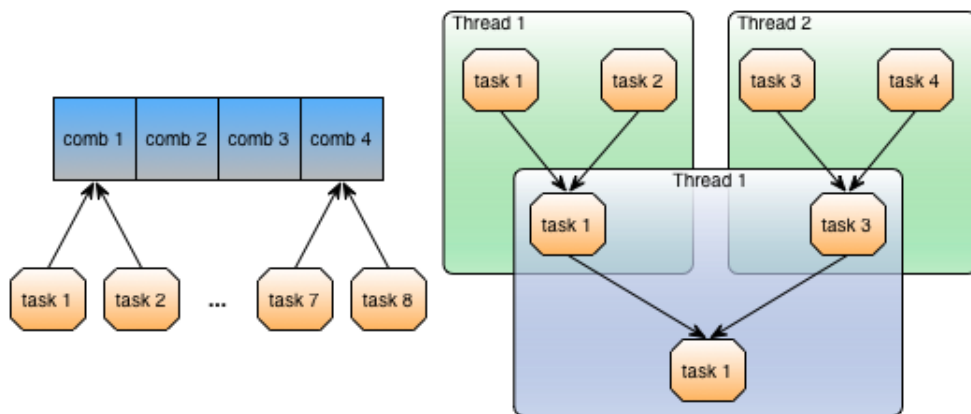 comb 1
comb 2
comb 3
comb 4
task 1
task 2
...
task 7
task 8
Thread 1
task 1
task 2
Thread 2
task 3
task 4
Thread 1
task 1
task 3
task 1